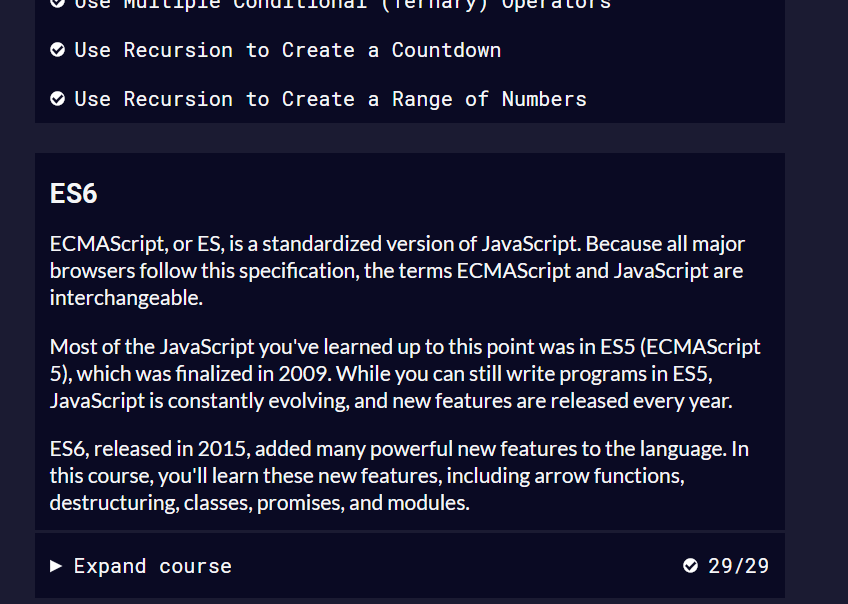 Use Multiple Conditional (Ternary) Operators
Use Recursion to Create a Countdown
Use Recursion to Create a Range of Numbers
ES6
ECMAScript, or ES, is a standardized version of JavaScript. Because all major
browsers follow this specification, the terms ECMAScript and JavaScript are
interchangeable.
Most of the JavaScript you've learned up to this point was in ES5 (ECMAScript
5), which was finalized in 2009. While you can still write programs in ES5,
JavaScript is constantly evolving, and new features are released every year.
ES6, released in 2015, added many powerful new features to the language. In
this course, you'll learn these new features, including arrow functions,
destructuring, classes, promises, and modules.
Expand course 29/29